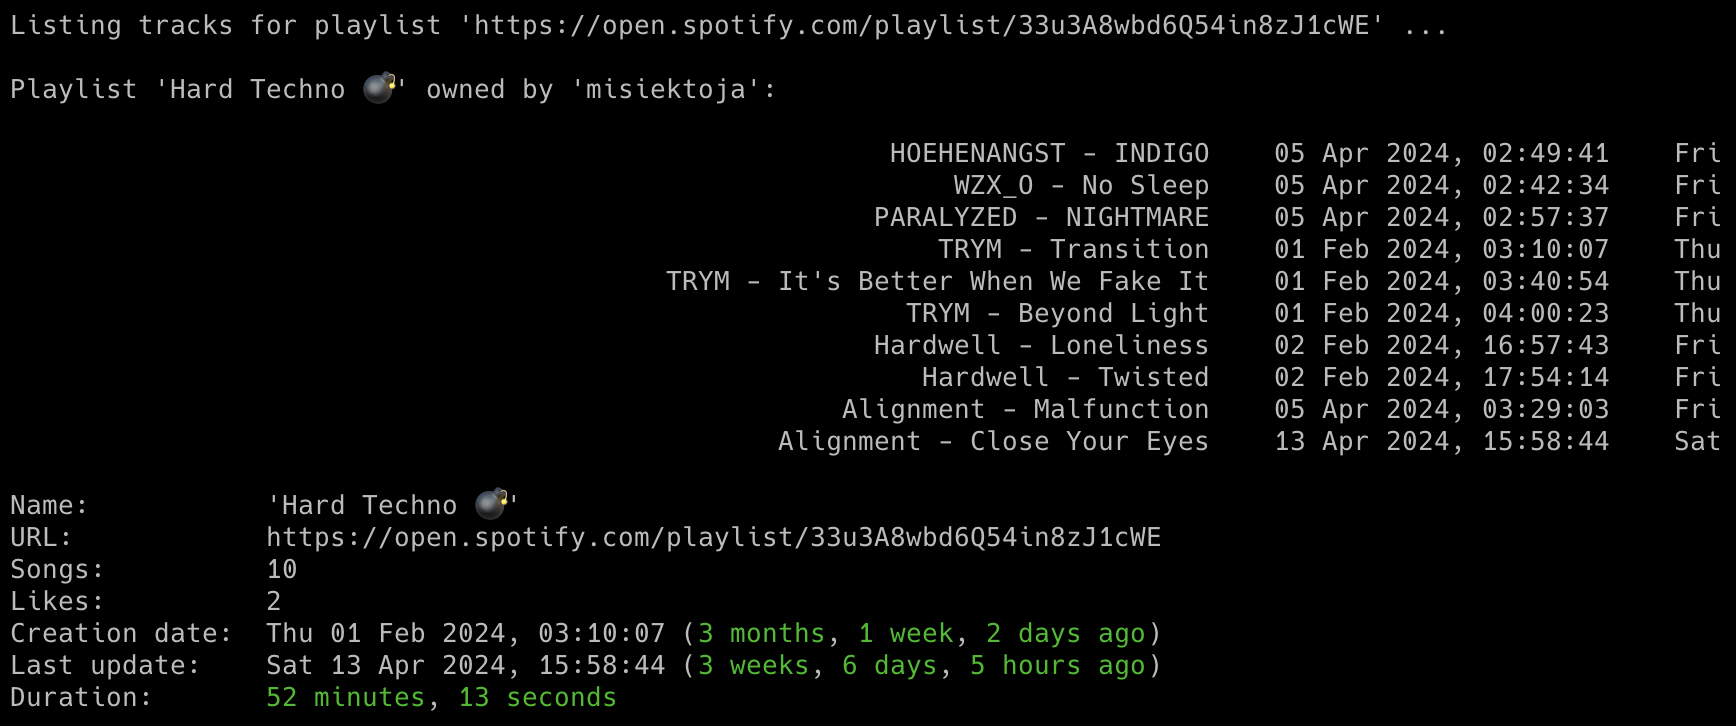 Listing tracks for playlist 'https://open.spotify.com/playlist/33u3A8wbd6Q54in8zJ1cWE' ...
Playlist 'Hard Techno 💣' owned by 'misiektoja':
HOEHENANGST - INDIGO 05 Apr 2024, 02:49:41 Fri
WZX_O - No Sleep 05 Apr 2024, 02:42:34 Fri
PARALYZED - NIGHTMARE 05 Apr 2024, 02:57:37 Fri
TRYM - Transition 01 Feb 2024, 03:10:07 Thu
TRYM - It's Better When We Fake It 01 Feb 2024, 03:40:54 Thu
TRYM - Beyond Light 01 Feb 2024, 04:00:23 Thu
Hardwell - Loneliness 02 Feb 2024, 16:57:43 Fri
Hardwell - Twisted 02 Feb 2024, 17:54:14 Fri
Alignment - Malfunction 05 Apr 2024, 03:29:03 Fri
Alignment - Close Your Eyes 13 Apr 2024, 15:58:44 Sat
Name: 'Hard Techno 💣'
URL: https://open.spotify.com/playlist/33u3A8wbd6Q54in8zJ1cWE
Songs: 10
Likes: 2
Creation date: Thu 01 Feb 2024, 03:10:07 (3 months, 1 week, 2 days ago)
Last update: Sat 13 Apr 2024, 15:58:44 (3 weeks, 6 days, 5 hours ago)
Duration: 52 minutes, 13 seconds